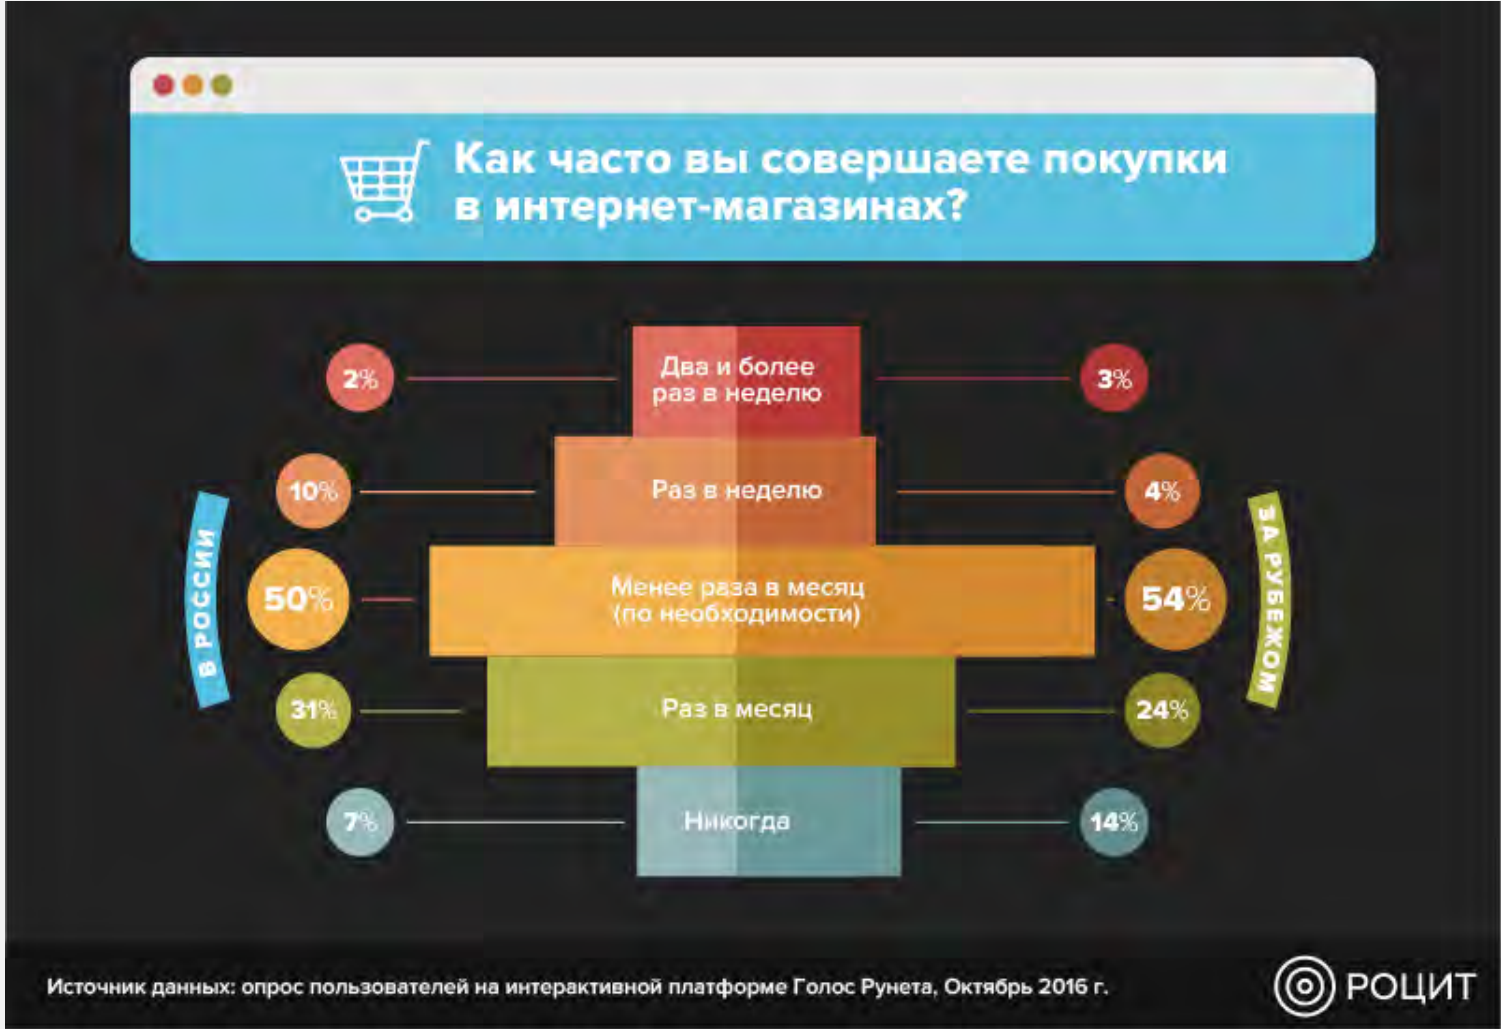 Как часто вы совершаете покупки
в интернет-магазинах?
2%
Два и более
раз в неделю
3%
10%
Раз в неделю
4%
В РОССИИ
50%
Менее раза в месяц
(по необходимости)
54%
ЗА РУБЕЖОМ
31%
Раз в месяц
24%
7%
Никогда
14%
Источник данных: опрос пользователей на интерактивной платформе Голос Рунета, Октябрь 2016 г.
РОЦИТ